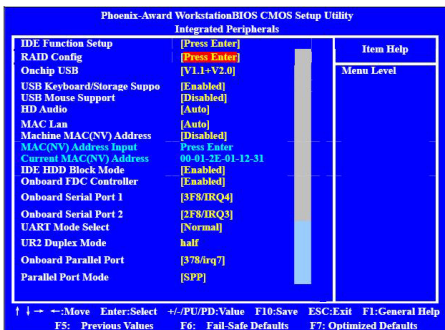 Phoenix-Award WorkstationBIOS CMOS Setup Utility
Integrated Peripherals
IDE Function Setup [Press Enter]
RAID Config [Press Enter]
Onchip USB [V1.1+V2.0]
USB Keyboard/Storage Suppo [Enabled]
USB Mouse Support [Disabled]
HD Audio [Auto]
MAC Lan [Auto]
Machine MAC(NV) Address [Disabled]
MAC(NV) Address Input Press Enter
Current MAC(NV) Address 00-01-2E-01-12-31
IDE HDD Block Mode [Enabled]
Onboard FDC Controller [Enabled]
Onboard Serial Port 1 [3F8/IRQ4]
Onboard Serial Port 2 [2F8/IRQ3]
UART Mode Select [Normal]
UR2 Duplex Mode half
Onboard Parallel Port [378/irq7]
Parallel Port Mode [SPP]
Item Help
Menu Level
↑ ↓ → ←:Move Enter:Select +/-/PU/PD:Value F10:Save ESC:Exit F1:General Help
F5: Previous Values F6: Fail-Safe Defaults F7: Optimized Defaults